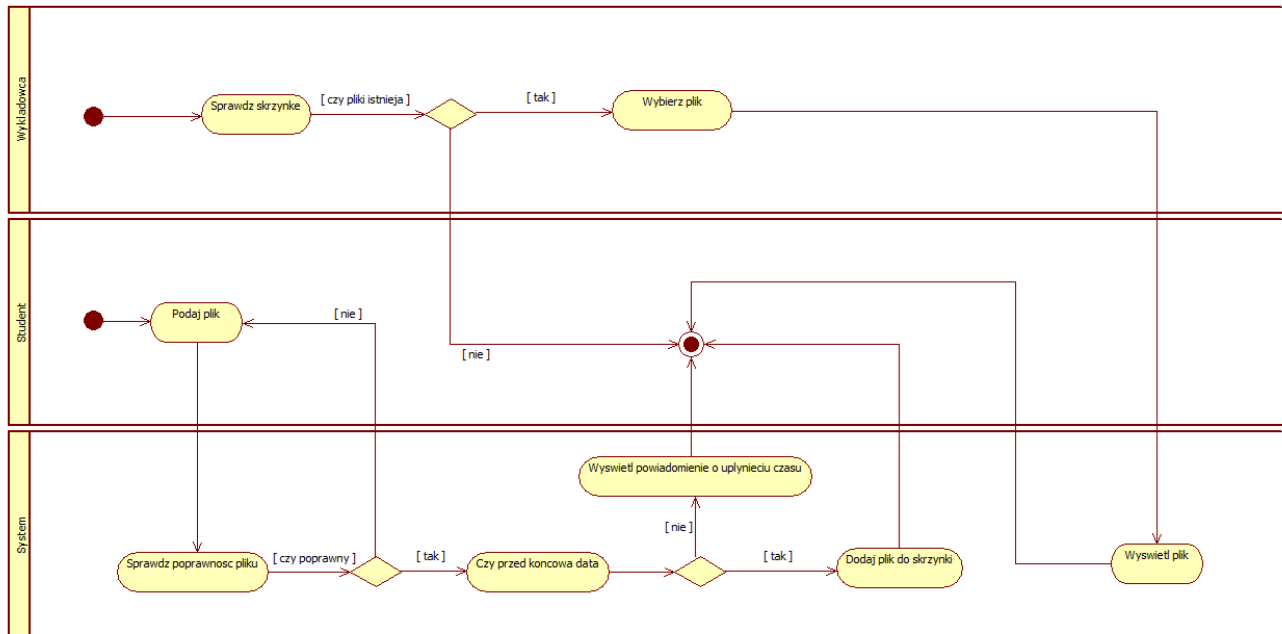 Wykladowca
Sprawdz skrzynke
[ czy pliki istnieja ]
[ tak ]
Wybierz plik
Student
Podaj plik
[ nie ]
[ nie ]
System
Wyswietl powiadomienie o uplynieciu czasu
[ nie ]
Sprawdz poprawnosc pliku
[ czy poprawny ]
[ tak ]
Czy przed koncowa data
[ tak ]
Dodaj plik do skrzynki
Wyswietl plik